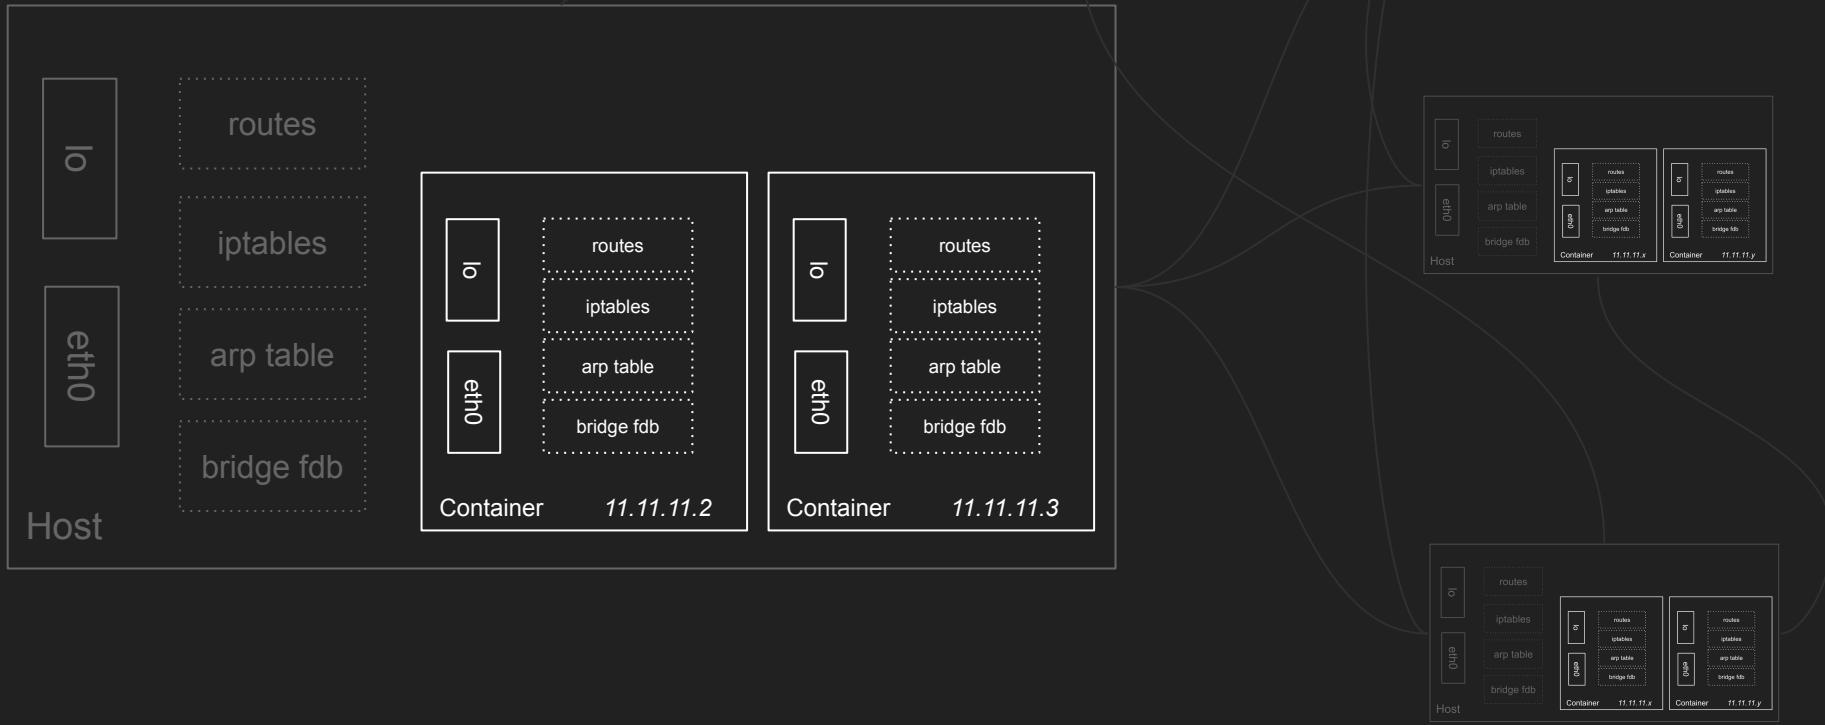 lo
routes
iptables
eth0
arp table
bridge fdb
Host
lo
routes
iptables
eth0
arp table
bridge fdb
Container 11.11.11.2
lo
routes
iptables
eth0
arp table
bridge fdb
Container 11.11.11.3
lo
routes
iptables
eth0
arp table
bridge fdb
Host
lo
routes
iptables
eth0
arp table
bridge fdb
Container 11.11.11.x
lo
routes
iptables
eth0
arp table
bridge fdb
Container 11.11.11.y
lo
routes
iptables
eth0
arp table
bridge fdb
Host
lo
routes
iptables
eth0
arp table
bridge fdb
Container 11.11.11.x
lo
routes
iptables
eth0
arp table
bridge fdb
Container 11.11.11.y